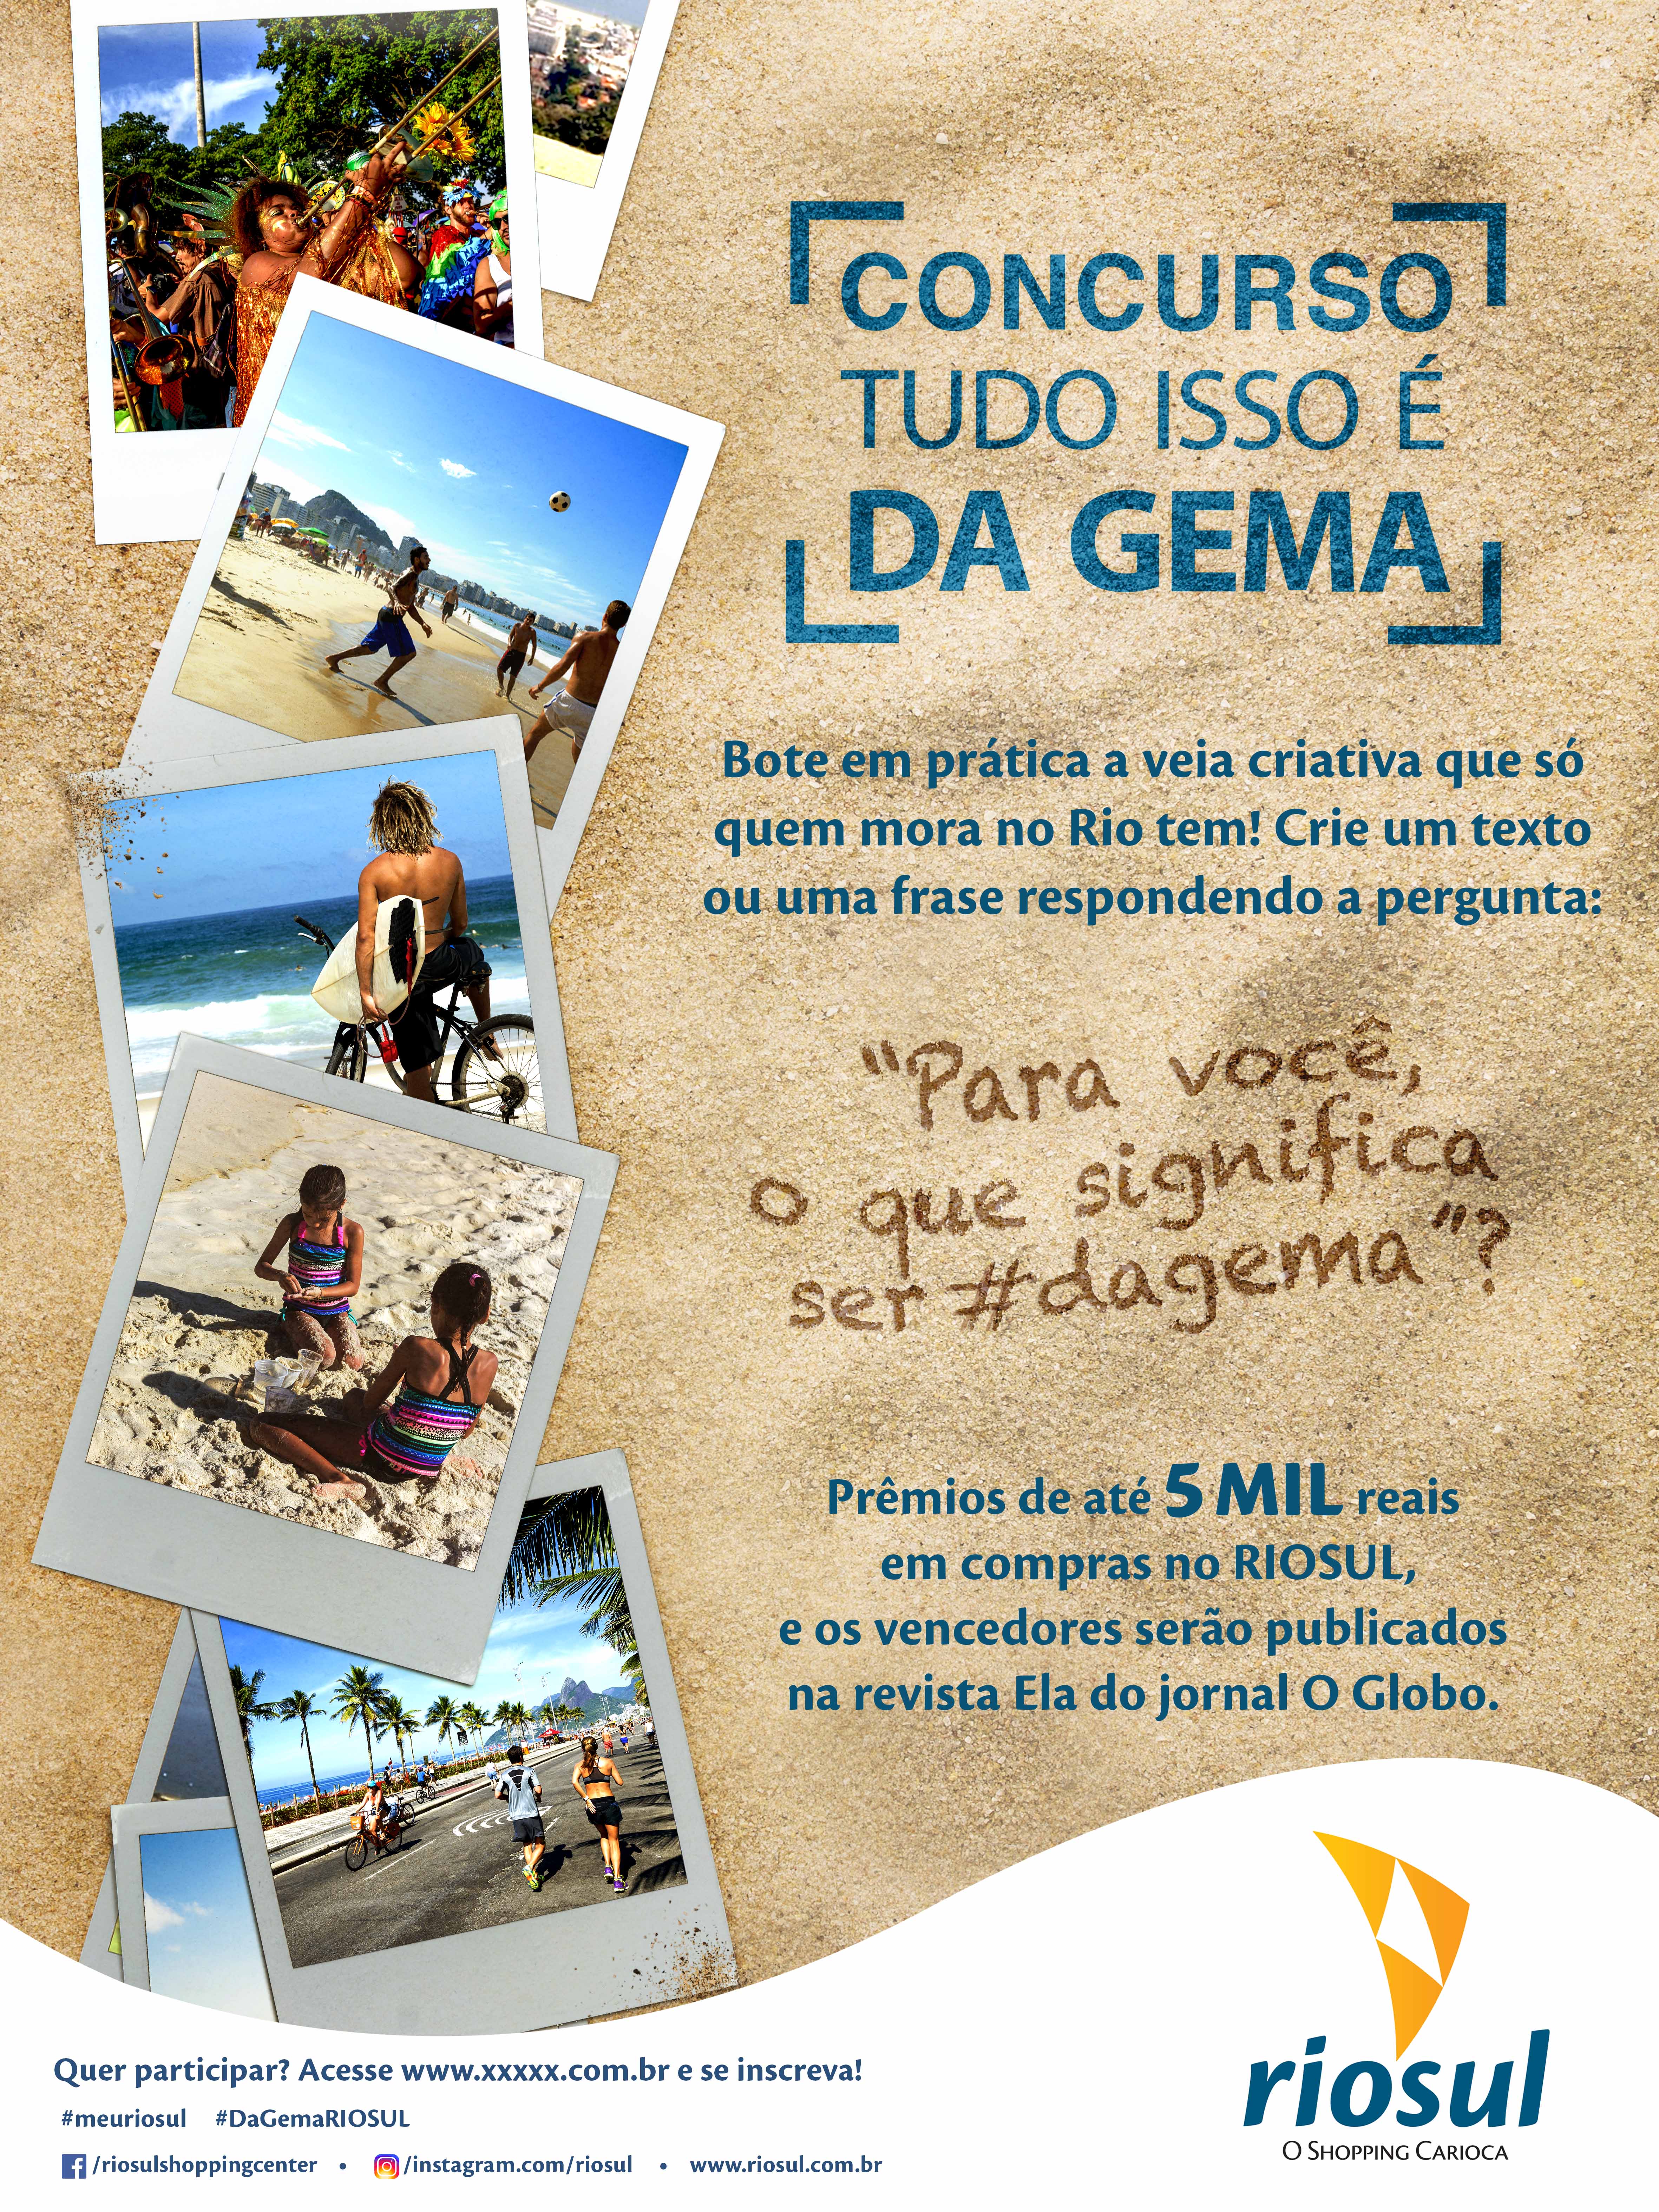 CONCURSO
TUDO ISSO É
DA GEMA
Bote em prática a veia criativa que só
quem mora no Rio tem! Crie um texto
ou uma frase respondendo a pergunta:
"Para você,
o que significa
ser #dagema"?
Prêmios de até 5 MIL reais
em compras no RIOSUL,
e os vencedores serão publicados
na revista Ela do jornal O Globo.
riosul
O SHOPPING CARIOCA
Quer participar? Acesse www.xxxxx.com.br e se inscreva!
#meuriosul #DaGemaRIOSUL
/riosulshoppingcenter • /instagram.com/riosul • www.riosul.com.br